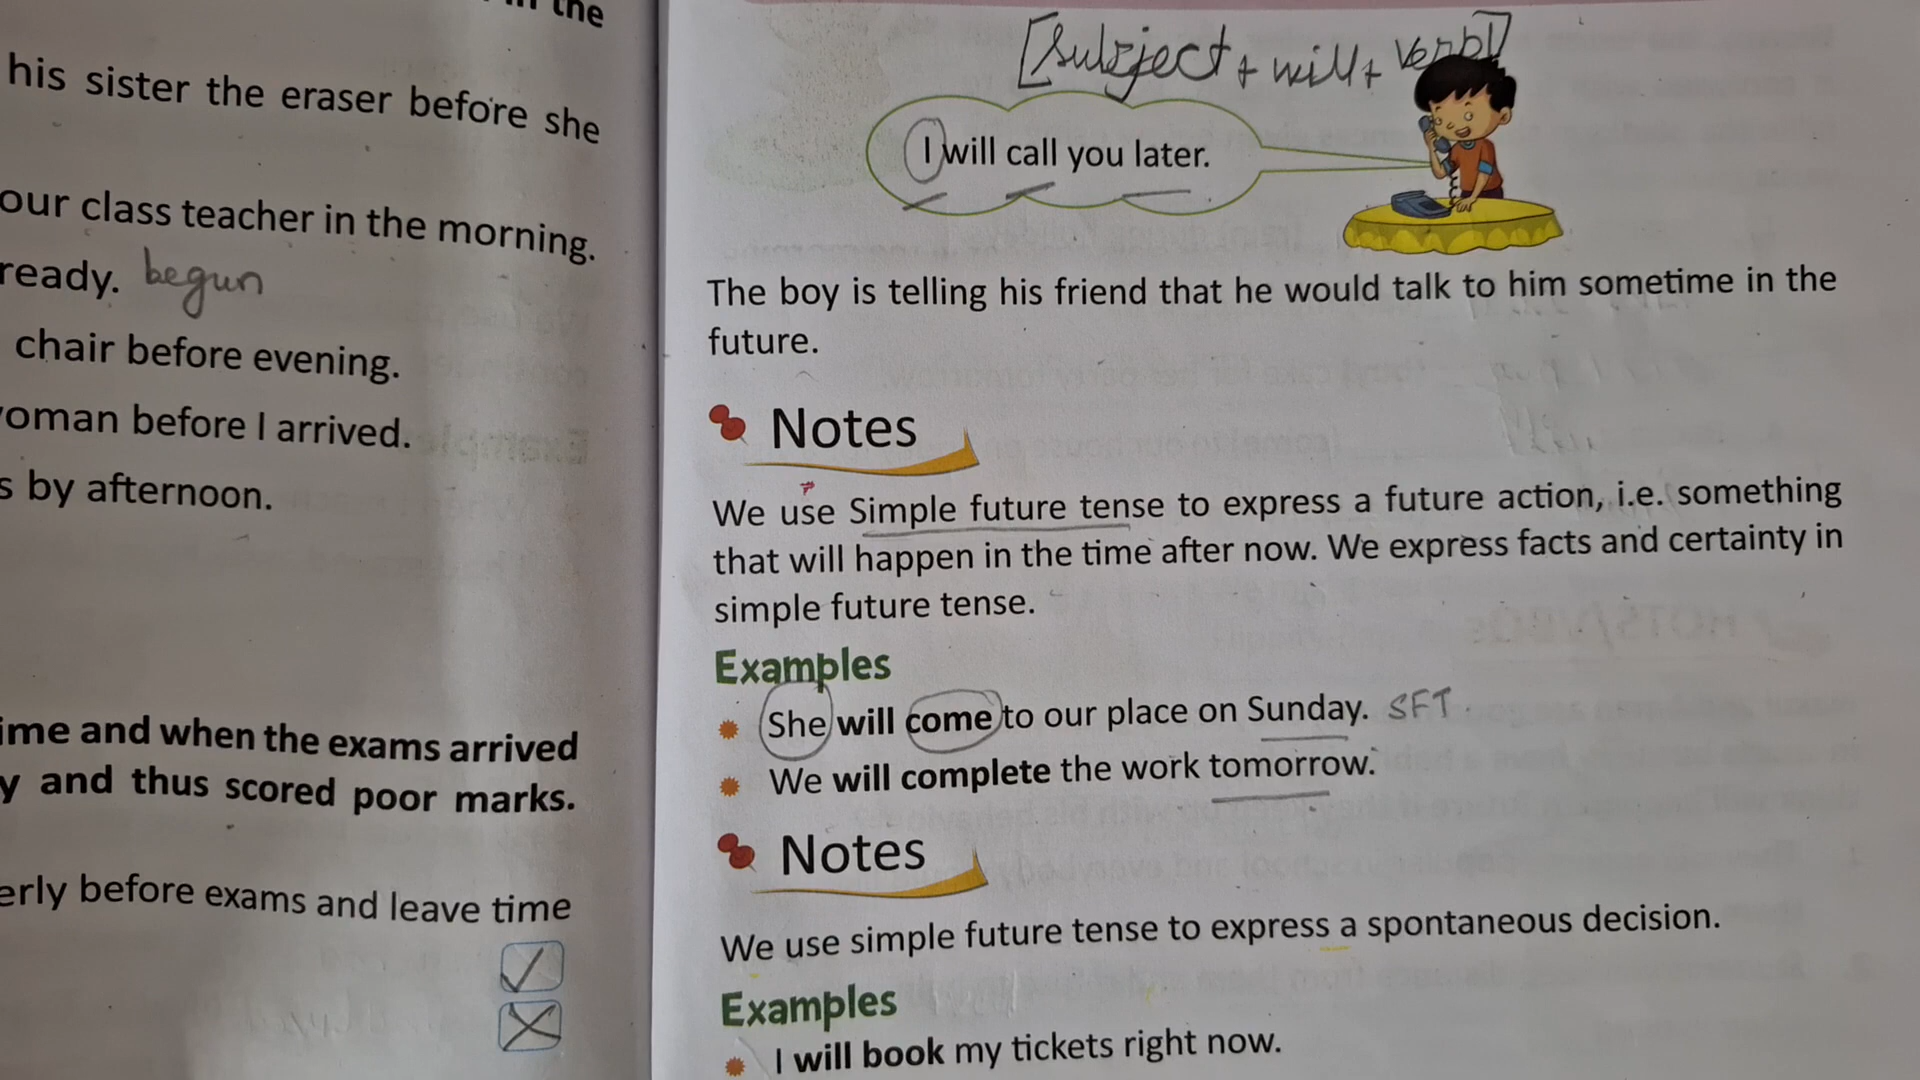 the
his sister the eraser before she
our class teacher in the morning.
ready. begun
chair before evening.
woman before I arrived.
s by afternoon.
ime and when the exams arrived
y and thus scored poor marks.
erly before exams and leave time
[subject + will + verb1]
I will call you later.
The boy is telling his friend that he would talk to him sometime in the
future.
Notes
We use Simple future tense to express a future action, i.e. something
that will happen in the time after now. We express facts and certainty in
simple future tense.
Examples
She will come to our place on Sunday. SFT.
We will complete the work tomorrow.
Notes
We use simple future tense to express a spontaneous decision.
Examples
I will book my tickets right now.